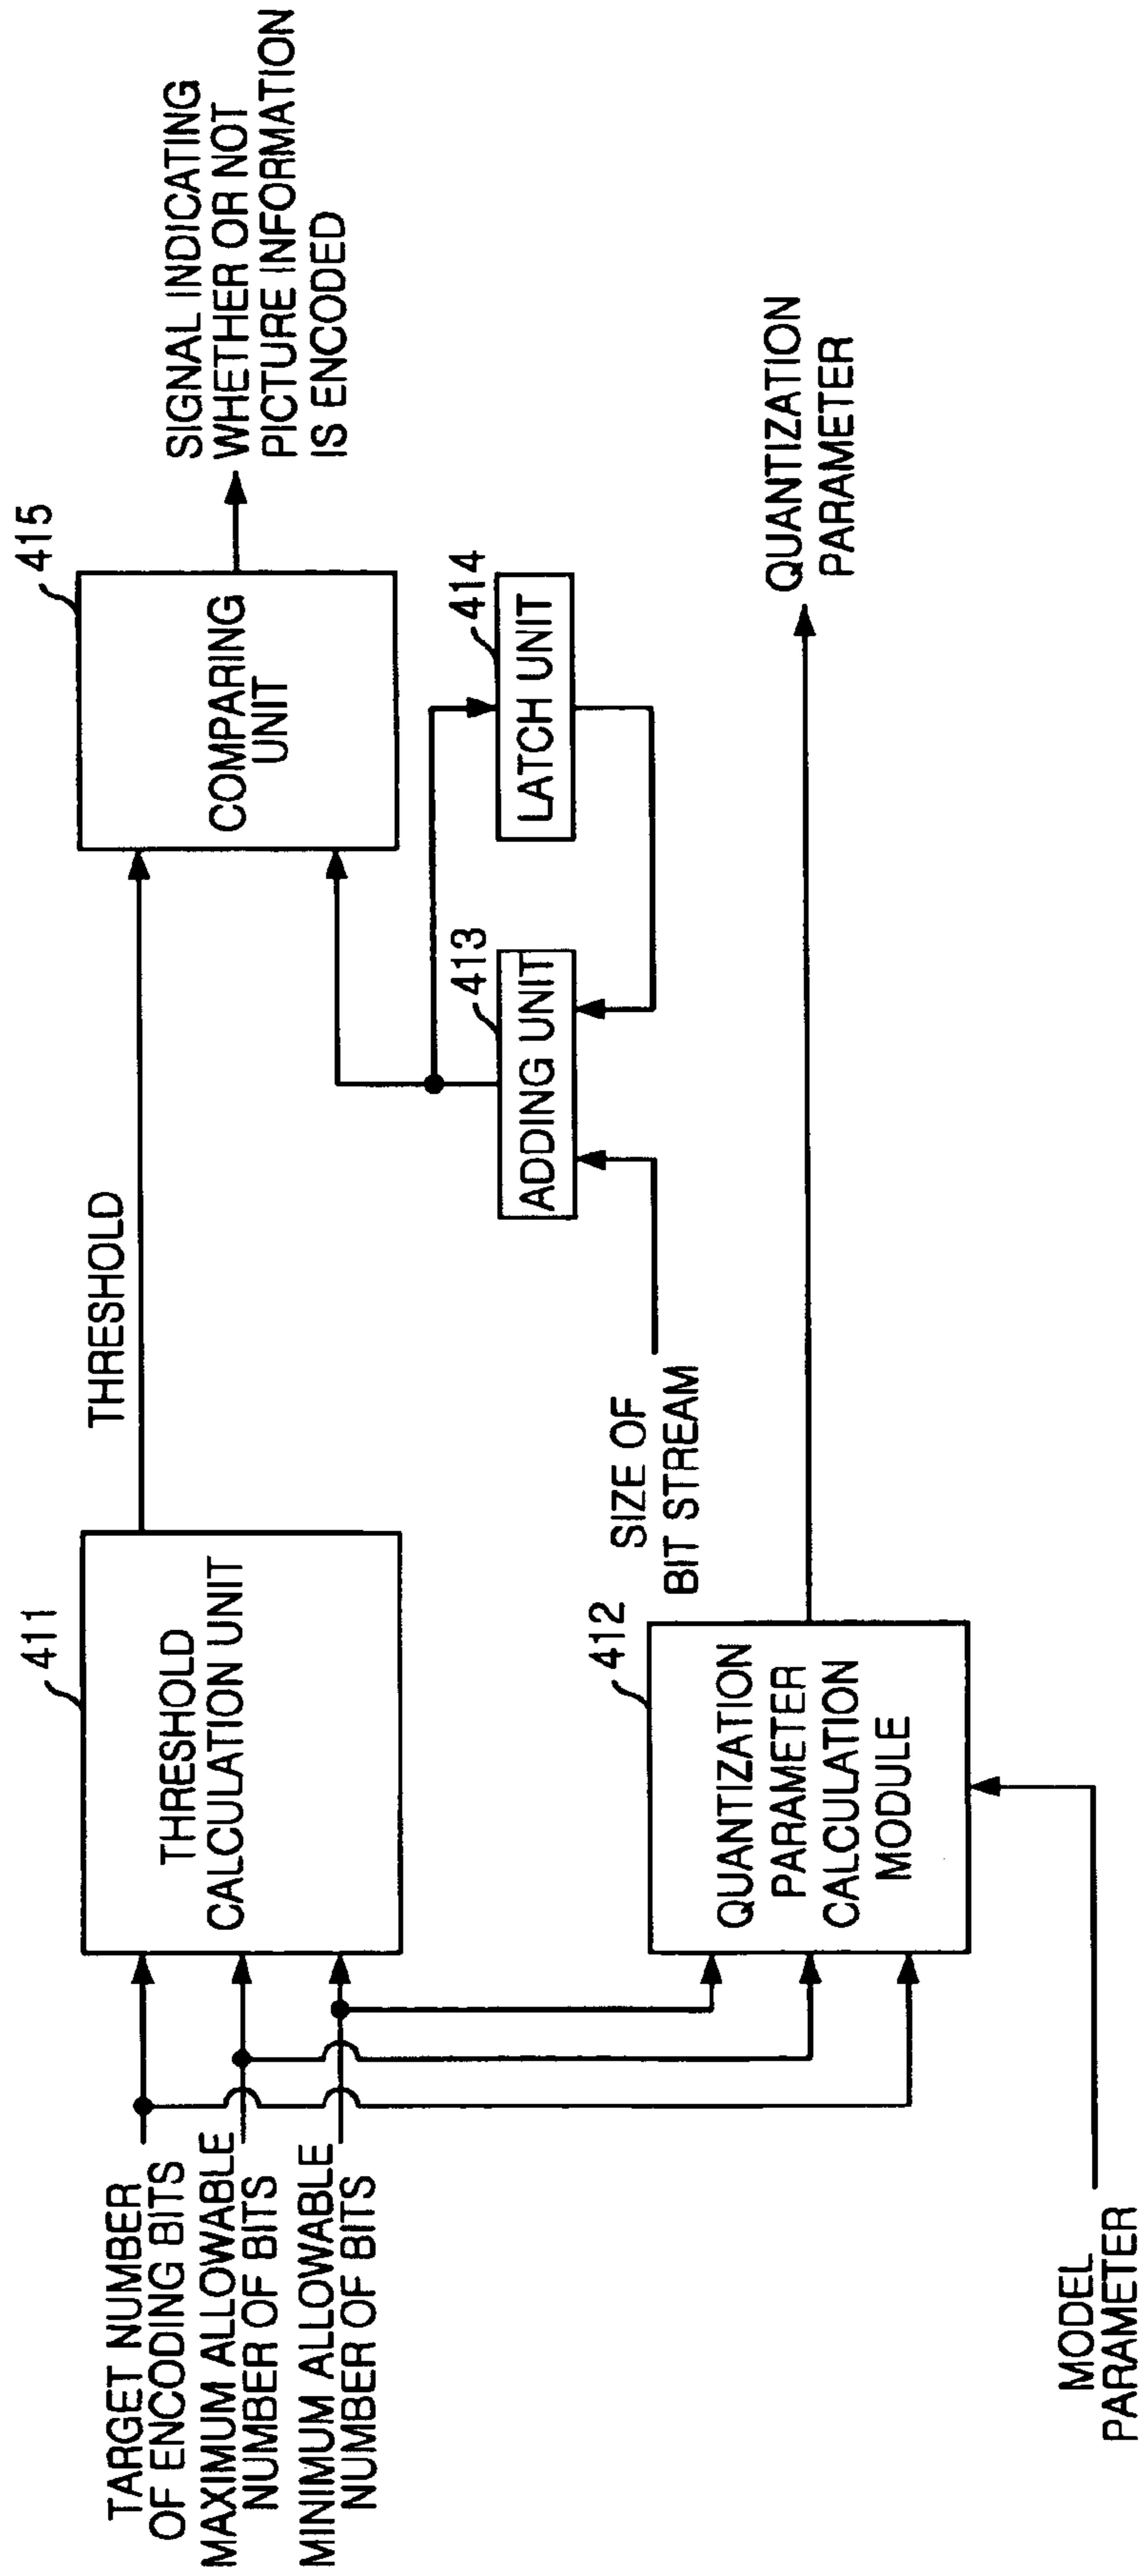 TARGET NUMBER
OF ENCODING BITS
MAXIMUM ALLOWABLE
NUMBER OF BITS
MINIMUM ALLOWABLE
NUMBER OF BITS
411
THRESHOLD
CALCULATION UNIT
THRESHOLD
415
COMPARING
UNIT
SIGNAL INDICATING
WHETHER OR NOT
PICTURE INFORMATION
IS ENCODED
413
ADDING UNIT
414
LATCH UNIT
SIZE OF
BIT STREAM
412
QUANTIZATION
PARAMETER
CALCULATION
MODULE
QUANTIZATION
PARAMETER
MODEL
PARAMETER